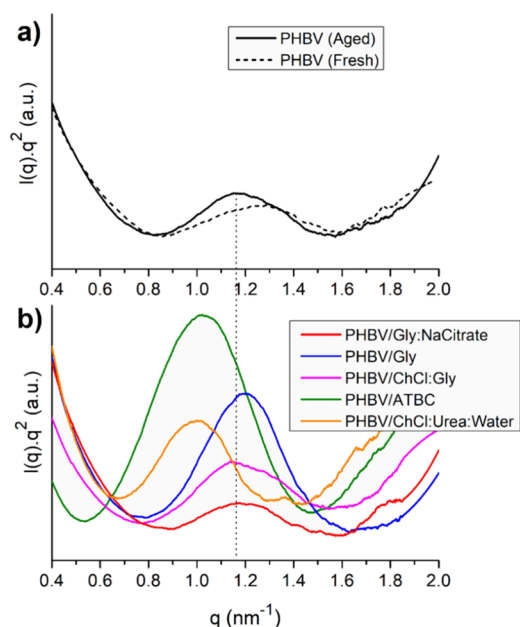 a)
PHBV (Aged)
PHBV (Fresh)
I(q).q² (a.u.)
0.4 0.6 0.8 1.0 1.2 1.4 1.6 1.8 2.0
b)
PHBV/Gly:NaCitrate
PHBV/Gly
PHBV/ChCl:Gly
PHBV/ATBC
PHBV/ChCl:Urea:Water
I(q).q² (a.u.)
0.4 0.6 0.8 1.0 1.2 1.4 1.6 1.8 2.0
q (nm⁻¹)